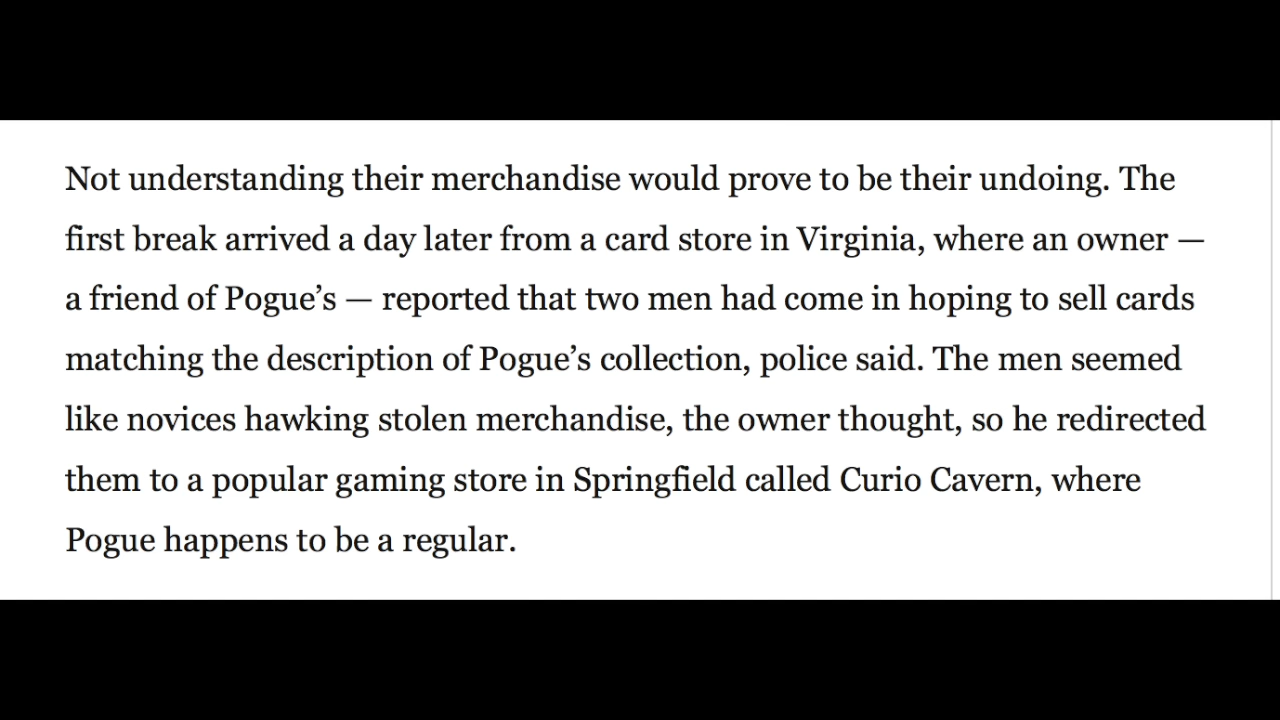 Not understanding their merchandise would prove to be their undoing. The
first break arrived a day later from a card store in Virginia, where an owner —
a friend of Pogue’s — reported that two men had come in hoping to sell cards
matching the description of Pogue’s collection, police said. The men seemed
like novices hawking stolen merchandise, the owner thought, so he redirected
them to a popular gaming store in Springfield called Curio Cavern, where
Pogue happens to be a regular.